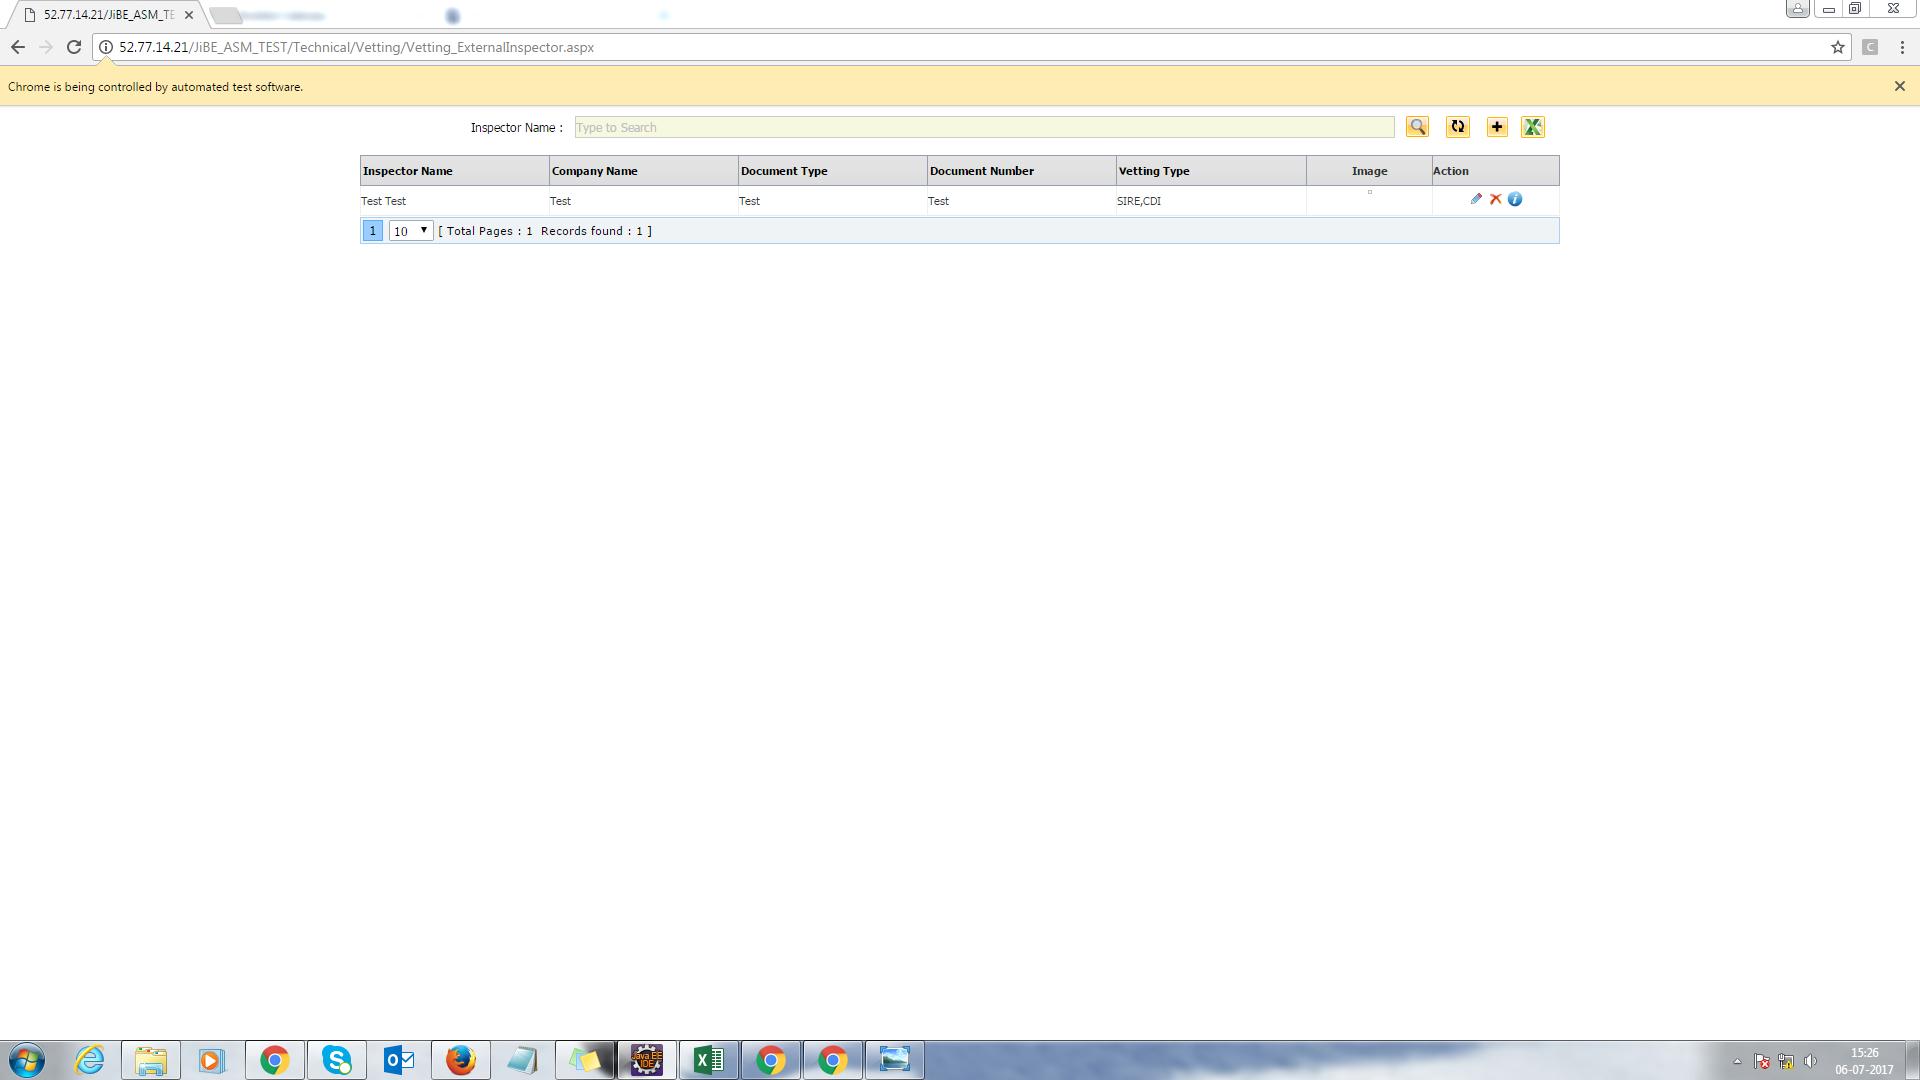 52.77.14.21/JiBE_ASM_TE
52.77.14.21/JiBE_ASM_TEST/Technical/Vetting/Vetting_ExternalInspector.aspx
C
Chrome is being controlled by automated test software.
Inspector Name : Type to Search
Inspector Name Company Name Document Type Document Number Vetting Type Image Action
Test Test Test Test Test SIRE,CDI
1 10 [ Total Pages : 1 Records found : 1 ]
Java EE
IDE
15:26
06-07-2017